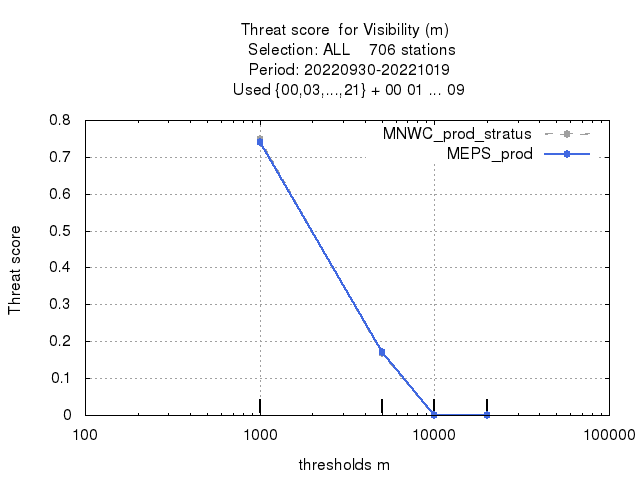 Threat score  for Visibility (m)
Selection: ALL    706 stations
Period: 20220930-20221019
Used {00,03,...,21} + 00 01 ... 09
MNWC_prod_stratus
MEPS_prod
Threat score
0.8
0.7
0.6
0.5
0.4
0.3
0.2
0.1
0
100
1000
10000
100000
thresholds m